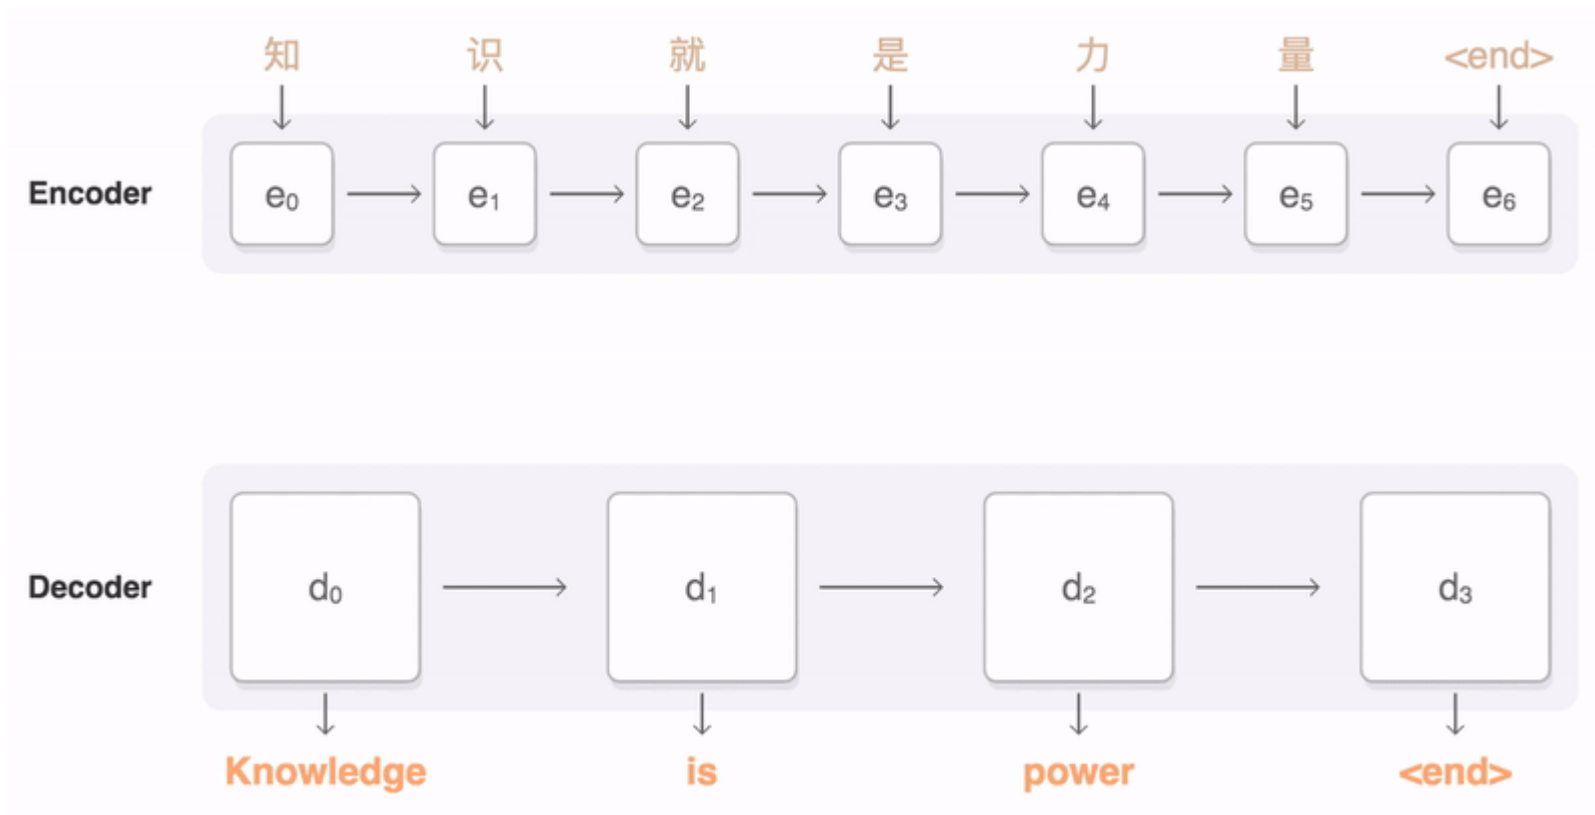 知 识 就 是 力 量 <end>
Encoder e₀ e₁ e₂ e₃ e₄ e₅ e₆
Decoder d₀ d₁ d₂ d₃
Knowledge is power <end>